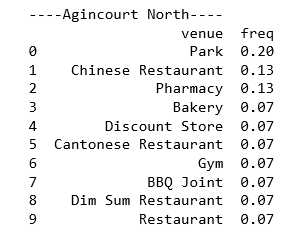 ----Agincourt North----
venue freq
0 Park 0.20
1 Chinese Restaurant 0.13
2 Pharmacy 0.13
3 Bakery 0.07
4 Discount Store 0.07
5 Cantonese Restaurant 0.07
6 Gym 0.07
7 BBQ Joint 0.07
8 Dim Sum Restaurant 0.07
9 Restaurant 0.07